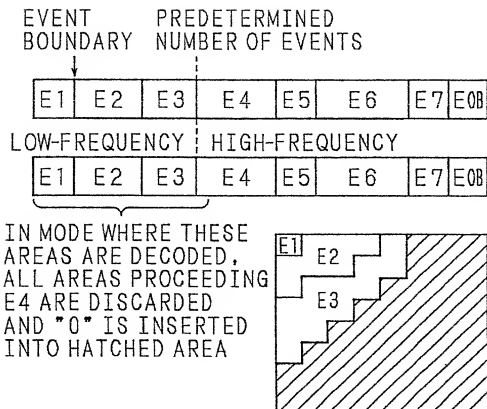 EVENT BOUNDARY
PREDETERMINED NUMBER OF EVENTS
E1 E2 E3 E4 E5 E6 E7 EOB
LOW-FREQUENCY HIGH-FREQUENCY
E1 E2 E3 E4 E5 E6 E7 EOB
IN MODE WHERE THESE
AREAS ARE DECODED,
ALL AREAS PROCEEDING
E4 ARE DISCARDED
AND "0" IS INSERTED
INTO HATCHED AREA
E1
E2
E3